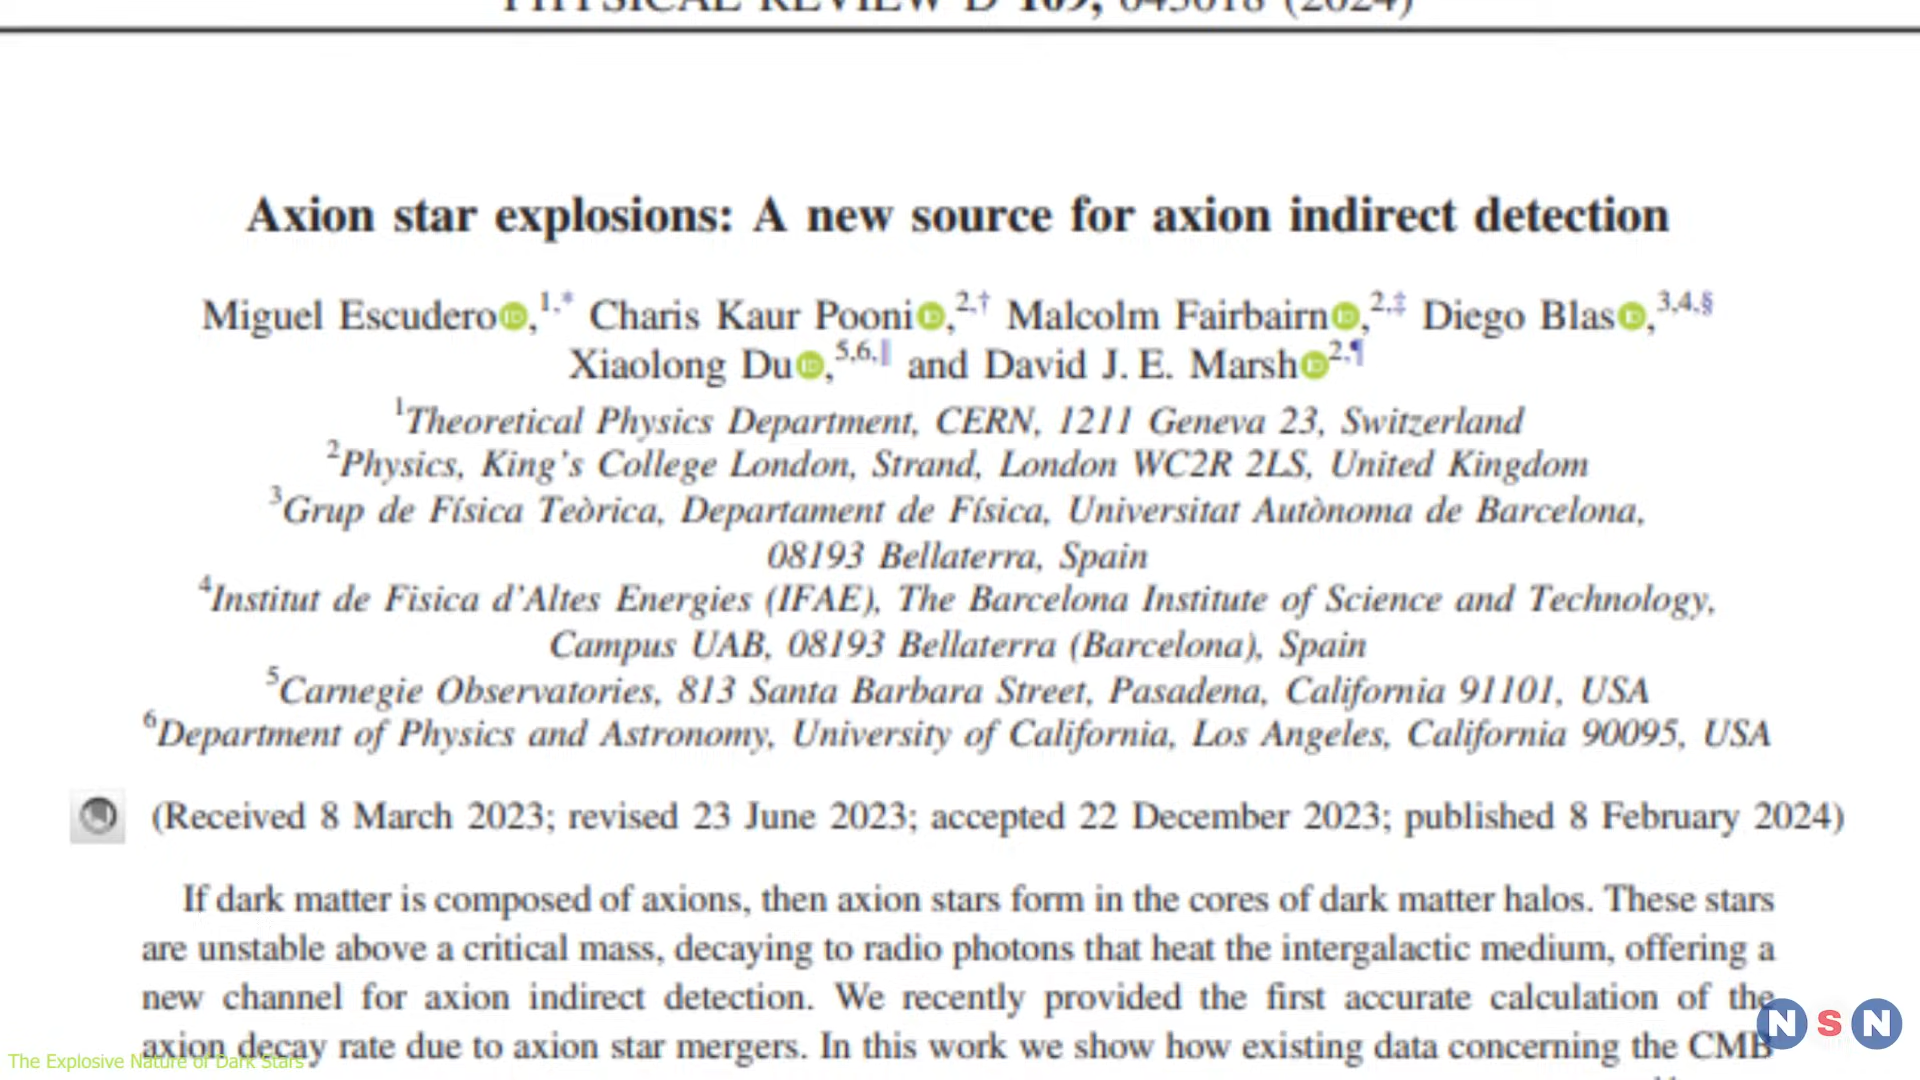 PHYSICAL REVIEW D 109, 043018 (2024)
Axion star explosions: A new source for axion indirect detection
Miguel Escudero,1,* Charis Kaur Pooni,2,† Malcolm Fairbairn,2,‡ Diego Blas,3,4,§
Xiaolong Du,5,6,∥ and David J. E. Marsh2,¶
1Theoretical Physics Department, CERN, 1211 Geneva 23, Switzerland
2Physics, King's College London, Strand, London WC2R 2LS, United Kingdom
3Grup de Física Teòrica, Departament de Física, Universitat Autònoma de Barcelona,
08193 Bellaterra, Spain
4Institut de Fisica d'Altes Energies (IFAE), The Barcelona Institute of Science and Technology,
Campus UAB, 08193 Bellaterra (Barcelona), Spain
5Carnegie Observatories, 813 Santa Barbara Street, Pasadena, California 91101, USA
6Department of Physics and Astronomy, University of California, Los Angeles, California 90095, USA
(Received 8 March 2023; revised 23 June 2023; accepted 22 December 2023; published 8 February 2024)
If dark matter is composed of axions, then axion stars form in the cores of dark matter halos. These stars
are unstable above a critical mass, decaying to radio photons that heat the intergalactic medium, offering a
new channel for axion indirect detection. We recently provided the first accurate calculation of the
axion decay rate due to axion star mergers. In this work we show how existing data concerning the CMB
The Explosive Nature of Dark Stars
N S N